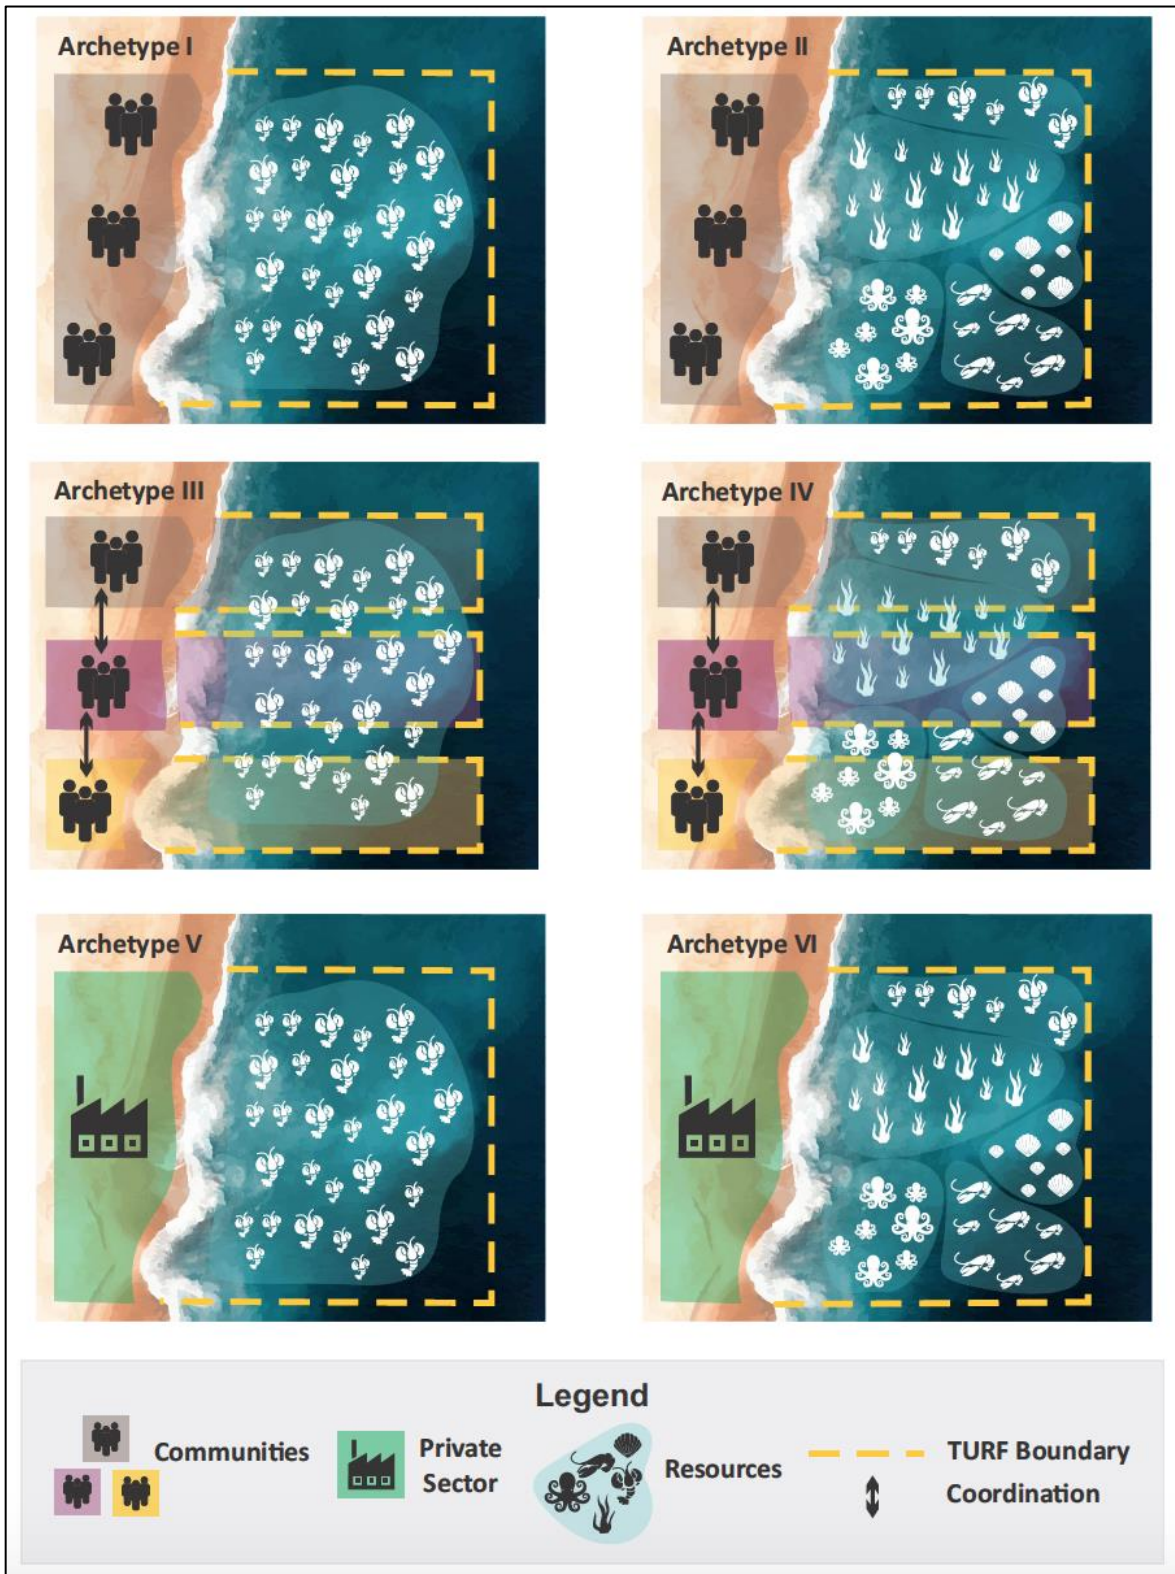 Archetype I
Archetype II
Archetype III
Archetype IV
Archetype V
Archetype VI
Legend
Communities
Private
Sector
Resources
TURF Boundary
Coordination